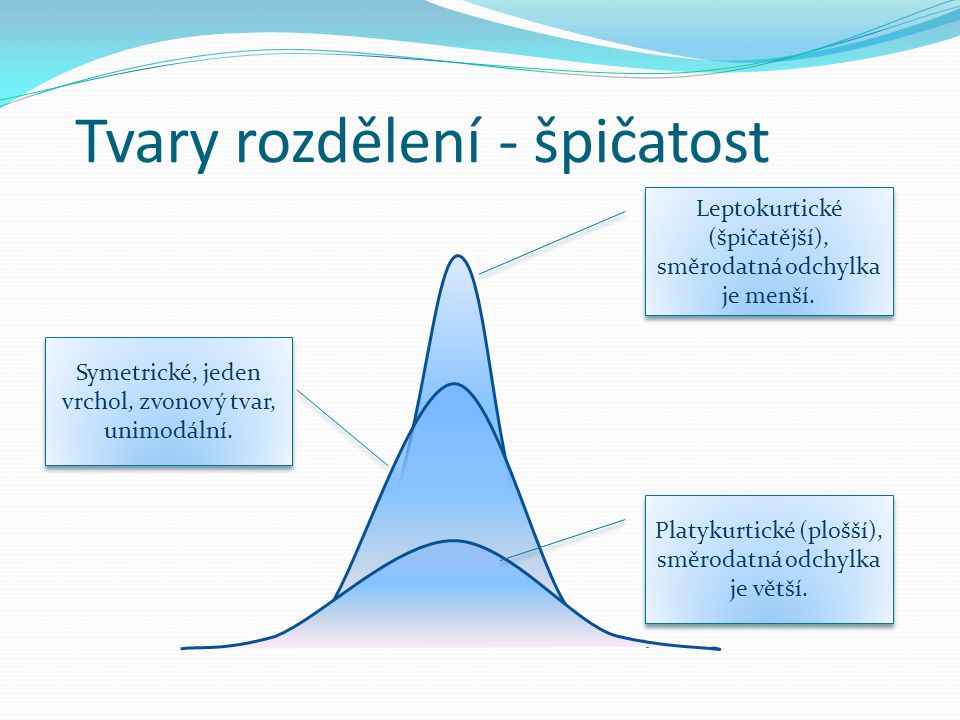 Tvary rozdělení - špičatost
Leptokurtické
(špičatější),
směrodatná odchylka
je menší.
Symetrické, jeden
vrchol, zvonový tvar,
unimodální.
Platykurtické (plošší),
směrodatná odchylka
je větší.